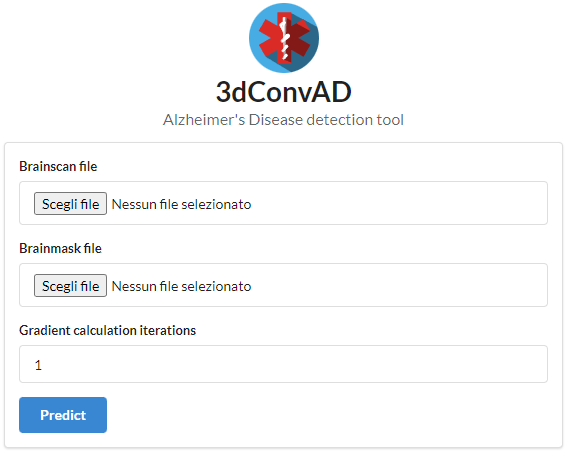 3dConvAD
Alzheimer's Disease detection tool
Brainscan file
Scegli file Nessun file selezionato
Brainmask file
Scegli file Nessun file selezionato
Gradient calculation iterations
1
Predict